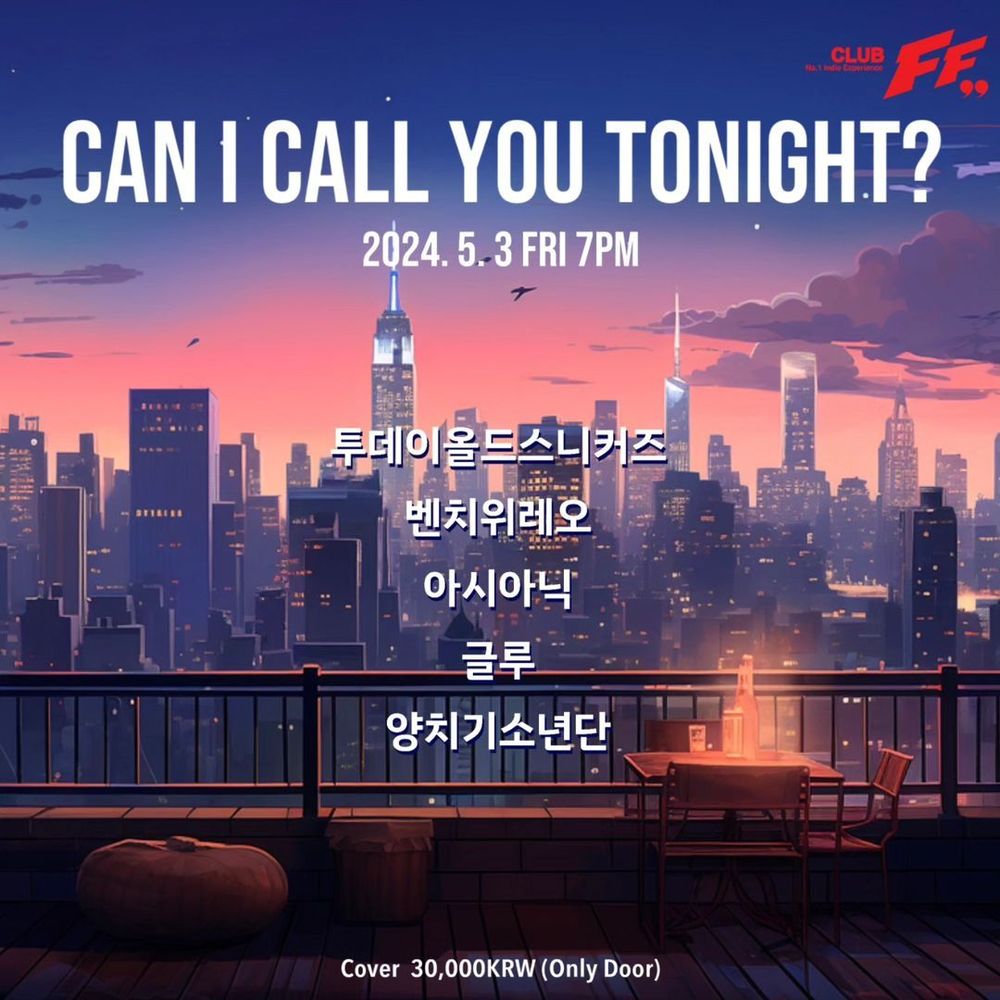 CLUB FF
No.1 Indie Experience
CAN I CALL YOU TONIGHT?
2024. 5. 3 FRI 7PM
투데이올드스니커즈
벤치위레오
아시아닉
글루
양치기소년단
Cover 30,000KRW (Only Door)